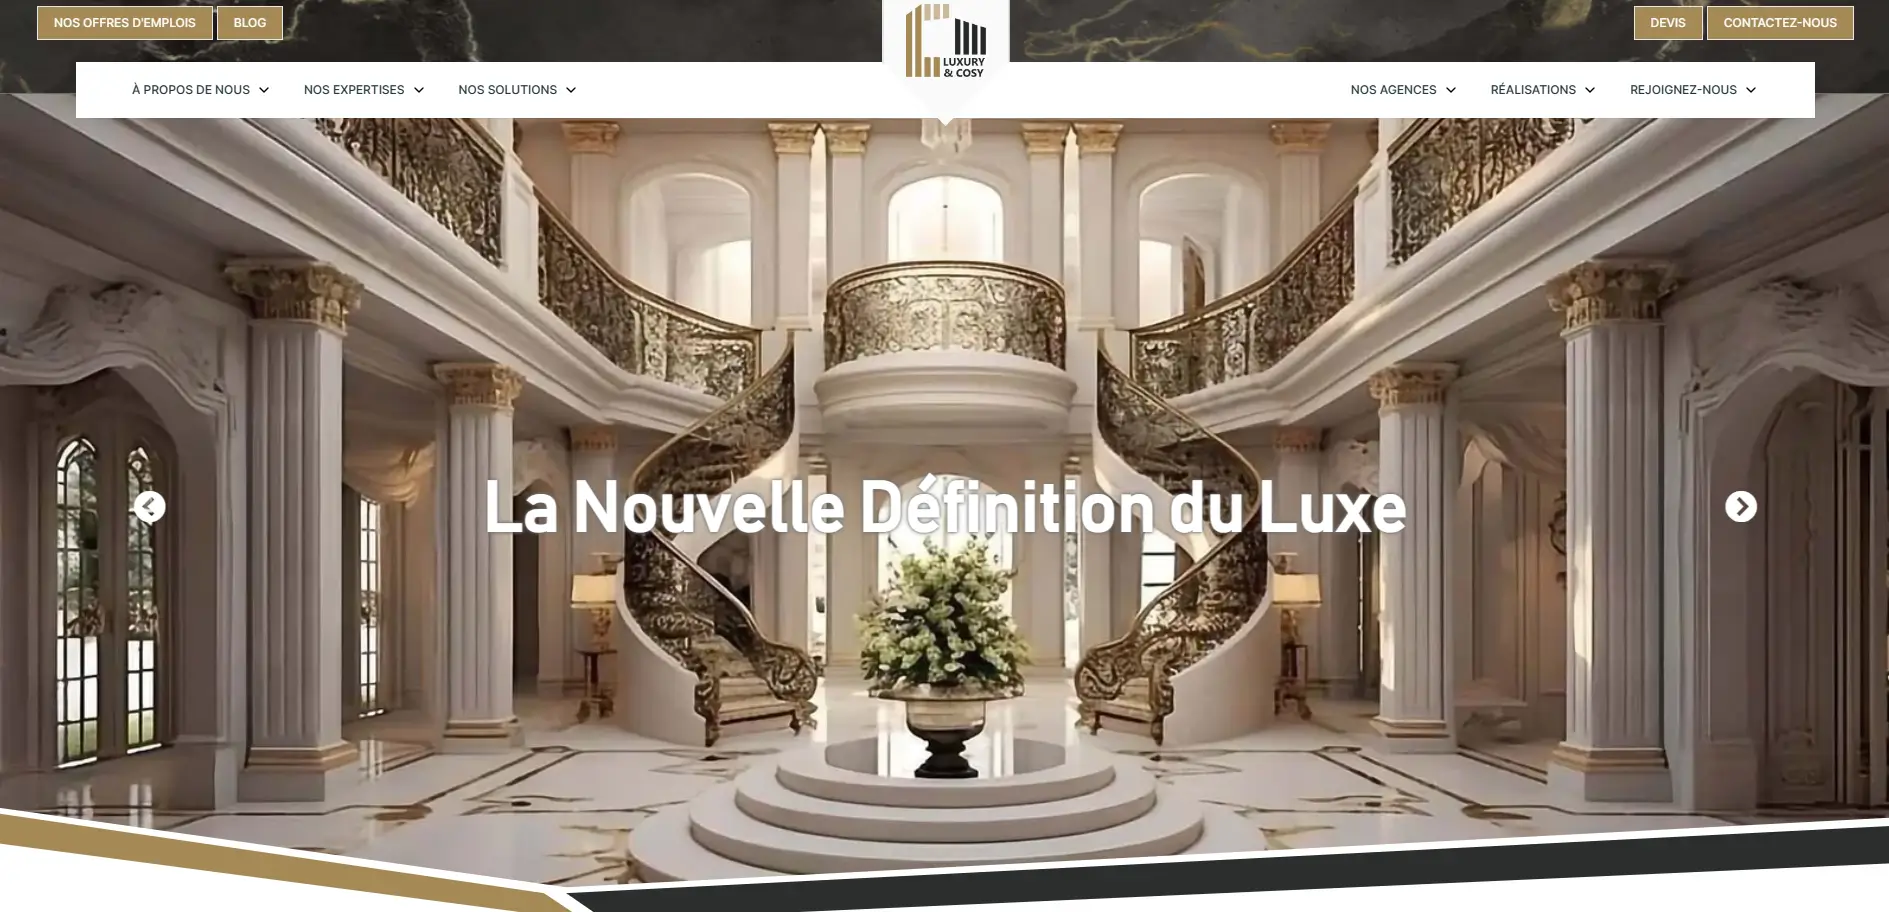 NOS OFFRES D'EMPLOIS
BLOG
DEVIS
CONTACTEZ-NOUS
LUXURY
& COSY
À PROPOS DE NOUS
NOS EXPERTISES
NOS SOLUTIONS
NOS AGENCES
RÉALISATIONS
REJOIGNEZ-NOUS
La Nouvelle Définition du Luxe